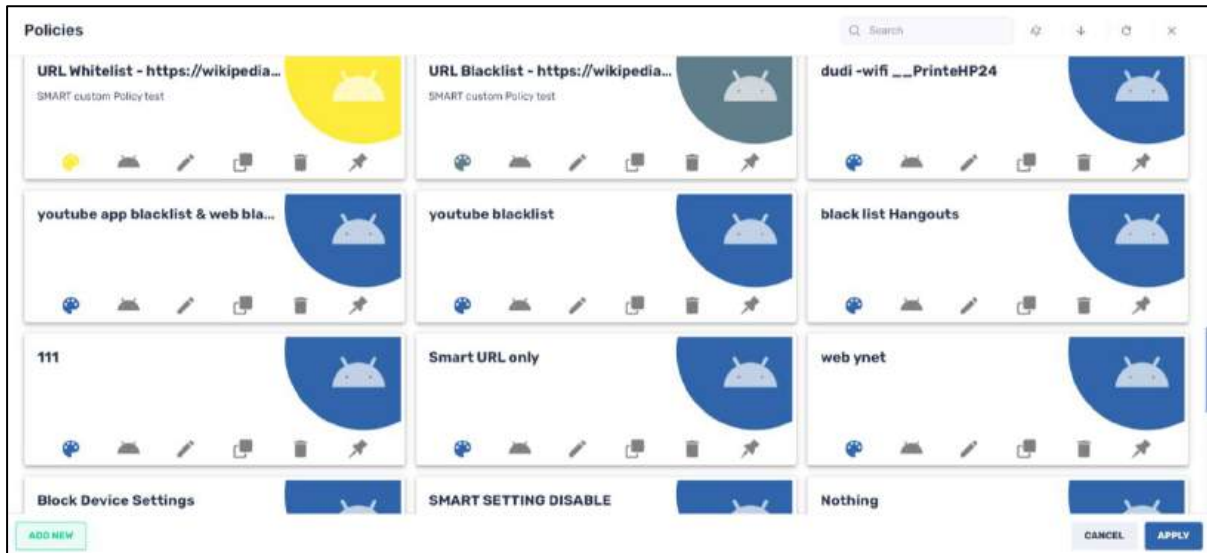 Policies
Search
URL Whitelist - https://wikipedia...
SMART custom Policy test
URL Blacklist - https://wikipedia...
SMART custom Policy test
dudi -wifi __PrinteHP24
youtube app blacklist & web bla...
youtube blacklist
black list Hangouts
111
Smart URL only
web ynet
Block Device Settings
SMART SETTING DISABLE
Nothing
ADD NEW
CANCEL
APPLY